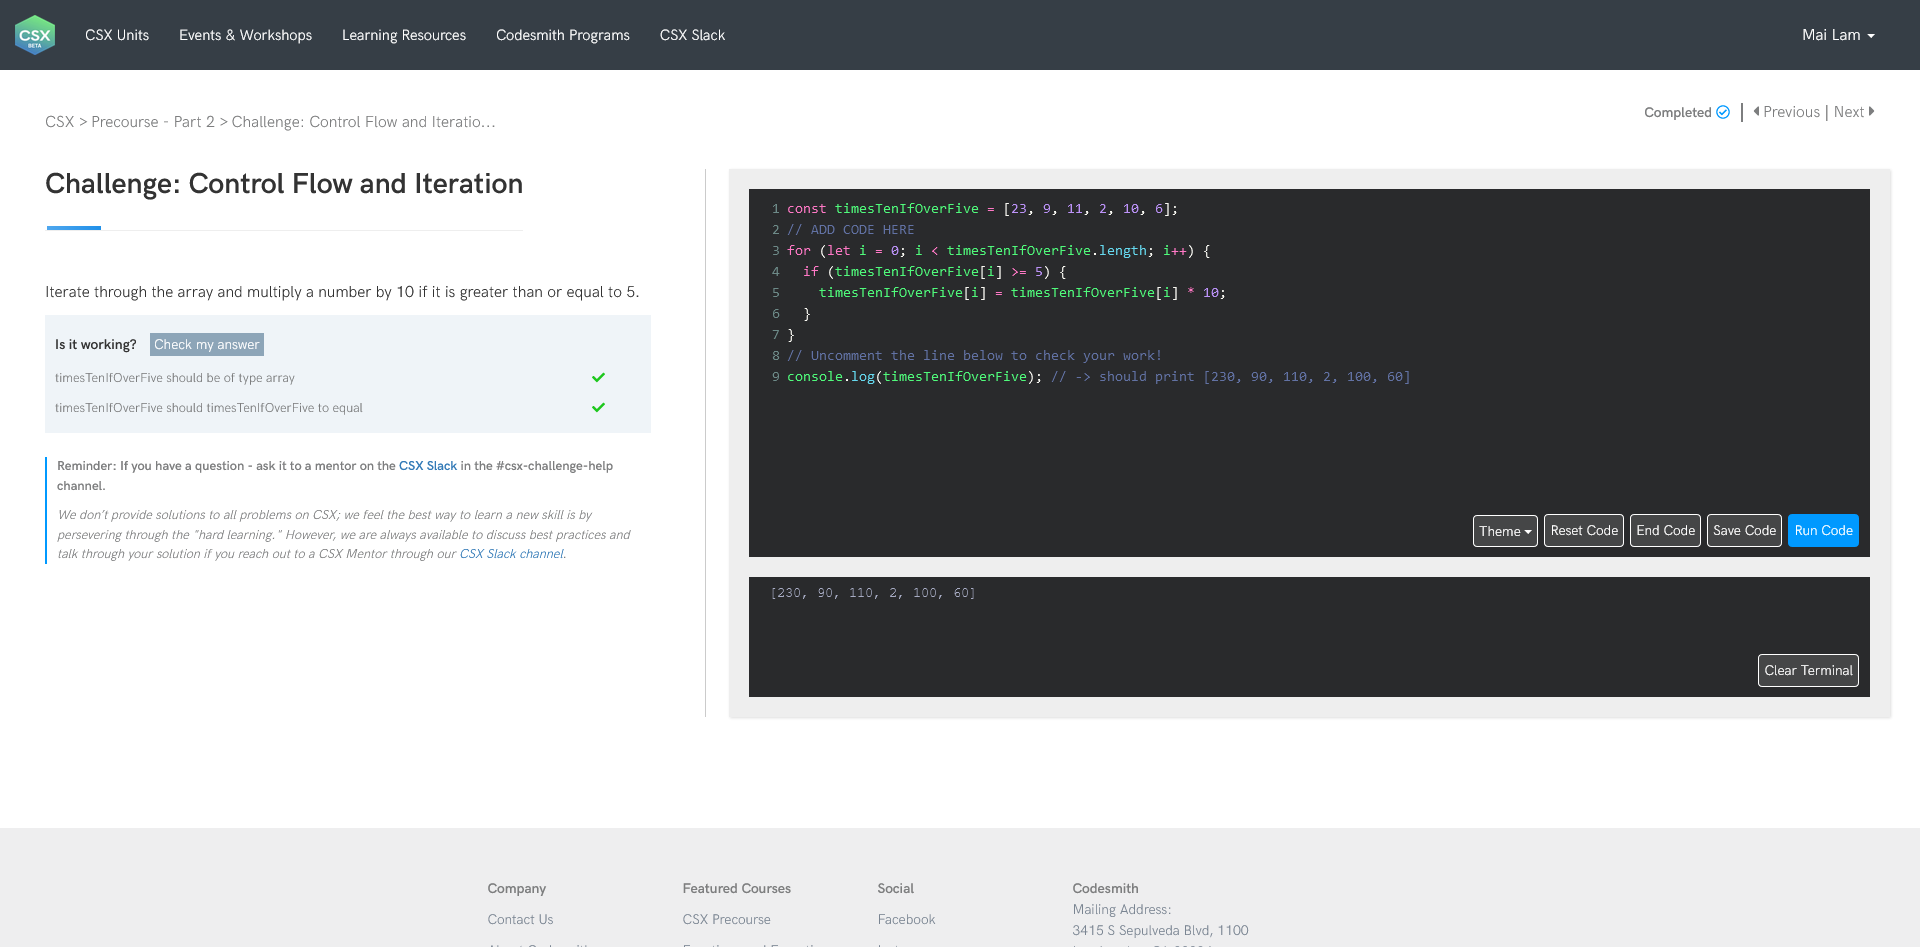 CSX
BETA
CSX Units
Events & Workshops
Learning Resources
Codesmith Programs
CSX Slack
Mai Lam
CSX > Precourse - Part 2 > Challenge: Control Flow and Iteratio...
Completed
Previous | Next
Challenge: Control Flow and Iteration
Iterate through the array and multiply a number by 10 if it is greater than or equal to 5.
Is it working? Check my answer
timesTenIfOverFive should be of type array
timesTenIfOverFive should timesTenIfOverFive to equal
Reminder: If you have a question - ask it to a mentor on the CSX Slack in the #csx-challenge-help
channel.
We don't provide solutions to all problems on CSX; we feel the best way to learn a new skill is by
persevering through the "hard learning." However, we are always available to discuss best practices and
talk through your solution if you reach out to a CSX Mentor through our CSX Slack channel.
1 const timesTenIfOverFive = [23, 9, 11, 2, 10, 6];
2 // ADD CODE HERE
3 for (let i = 0; i < timesTenIfOverFive.length; i++) {
4   if (timesTenIfOverFive[i] >= 5) {
5     timesTenIfOverFive[i] = timesTenIfOverFive[i] * 10;
6   }
7 }
8 // Uncomment the line below to check your work!
9 console.log(timesTenIfOverFive); // -> should print [230, 90, 110, 2, 100, 60]
Theme
Reset Code
End Code
Save Code
Run Code
[230, 90, 110, 2, 100, 60]
Clear Terminal
Company
Contact Us
Featured Courses
CSX Precourse
Social
Facebook
Codesmith
Mailing Address:
3415 S Sepulveda Blvd, 1100